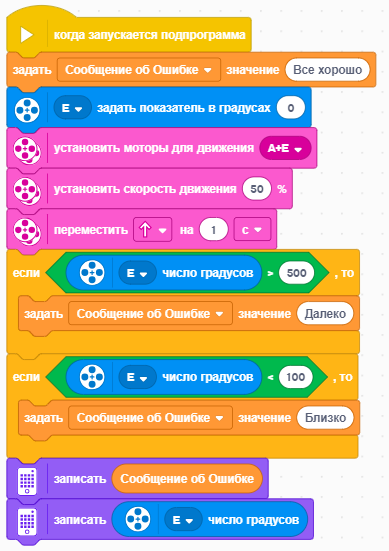 когда запускается подпрограмма
задать Сообщение об Ошибке значение Все хорошо
E задать показатель в градусах 0
установить моторы для движения A+E
установить скорость движения 50 %
переместить на 1 с
если E число градусов > 500 , то
задать Сообщение об Ошибке значение Далеко
если E число градусов < 100 , то
задать Сообщение об Ошибке значение Близко
записать Сообщение об Ошибке
записать E число градусов